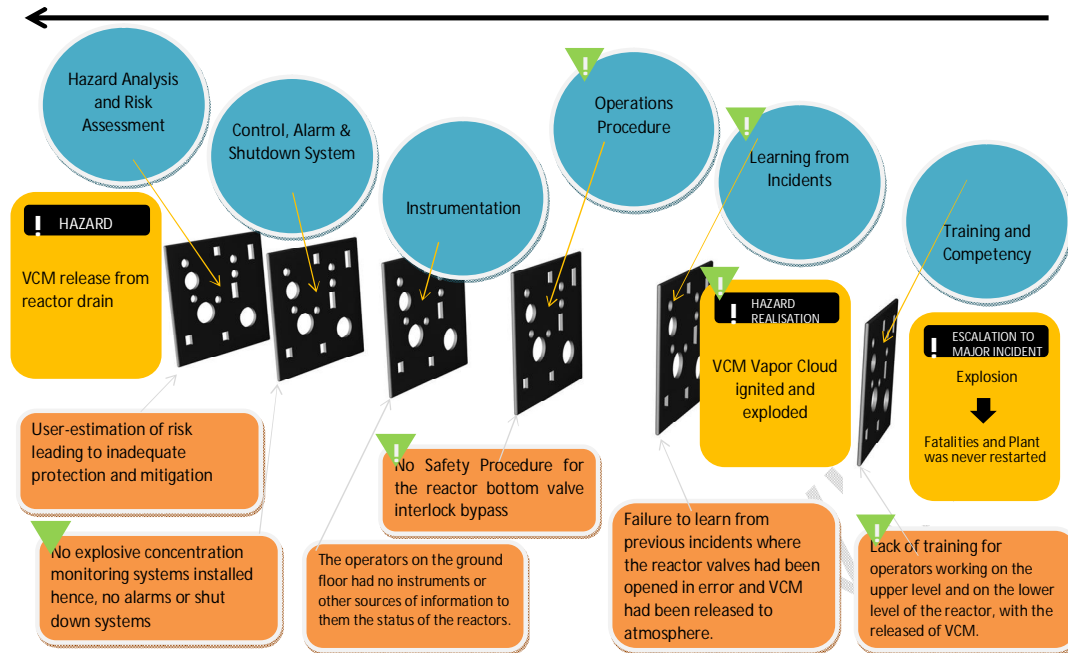 Hazard Analysis
and Risk
Assessment
Control, Alarm &
Shutdown System
Instrumentation
!
Operations
Procedure
!
Learning from
Incidents
Training and
Competency
! HAZARD
VCM release from
reactor drain
!
! HAZARD
REALISATION
VCM Vapor Cloud
ignited and
exploded
! ESCALATION TO
MAJOR INCIDENT
Explosion
Fatalities and Plant
was never restarted
User-estimation of risk
leading to inadequate
protection and mitigation
No explosive concentration
monitoring systems installed
hence, no alarms or shut
down systems
The operators on the ground
floor had no instruments or
other sources of information to
them the status of the reactors.
!
No Safety Procedure for
the reactor bottom valve
interlock bypass
Failure to learn from
previous incidents where
the reactor valves had been
opened in error and VCM
had been released to
atmosphere.
!
Lack of training for
operators working on the
upper level and on the lower
level of the reactor, with the
released of VCM.